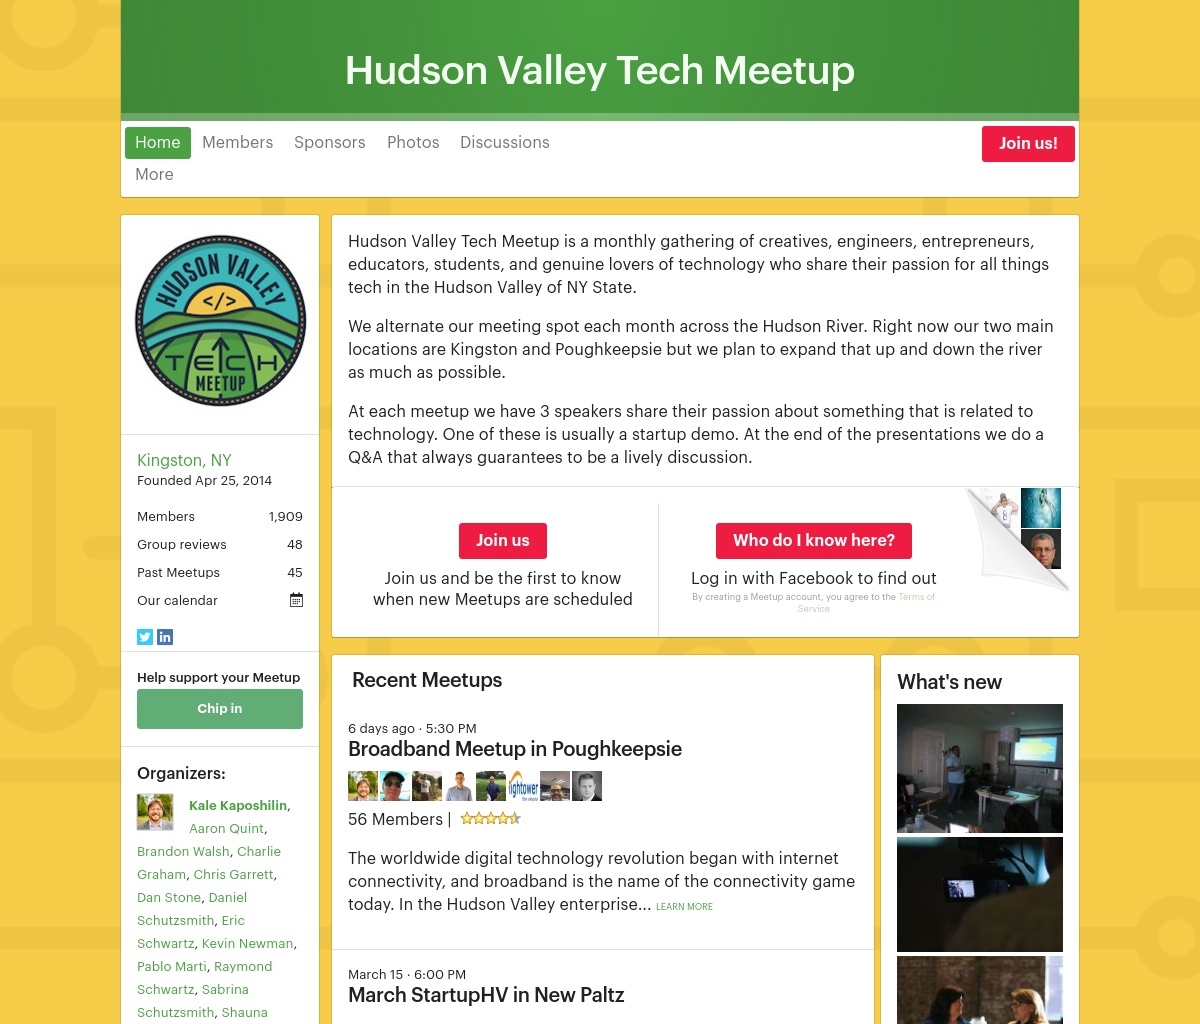 Hudson Valley Tech Meetup
Home Members Sponsors Photos Discussions
More
Join us!
HUDSON VALLEY
</>
TECH
MEETUP
Kingston, NY
Founded Apr 25, 2014
Members 1,909
Group reviews 48
Past Meetups 45
Our calendar
in
Help support your Meetup
Chip in
Organizers:
Kale Kaposhilin,
Aaron Quint,
Brandon Walsh, Charlie
Graham, Chris Garrett,
Dan Stone, Daniel
Schutzsmith, Eric
Schwartz, Kevin Newman,
Pablo Marti, Raymond
Schwartz, Sabrina
Schutzsmith, Shauna
Hudson Valley Tech Meetup is a monthly gathering of creatives, engineers, entrepreneurs,
educators, students, and genuine lovers of technology who share their passion for all things
tech in the Hudson Valley of NY State.
We alternate our meeting spot each month across the Hudson River. Right now our two main
locations are Kingston and Poughkeepsie but we plan to expand that up and down the river
as much as possible.
At each meetup we have 3 speakers share their passion about something that is related to
technology. One of these is usually a startup demo. At the end of the presentations we do a
Q&A that always guarantees to be a lively discussion.
Join us
Join us and be the first to know
when new Meetups are scheduled
Who do I know here?
Log in with Facebook to find out
By creating a Meetup account, you agree to the Terms of
Service
8
Recent Meetups
6 days ago · 5:30 PM
Broadband Meetup in Poughkeepsie
lightower
56 Members |
The worldwide digital technology revolution began with internet
connectivity, and broadband is the name of the connectivity game
today. In the Hudson Valley enterprise... LEARN MORE
March 15 · 6:00 PM
March StartupHV in New Paltz
What's new